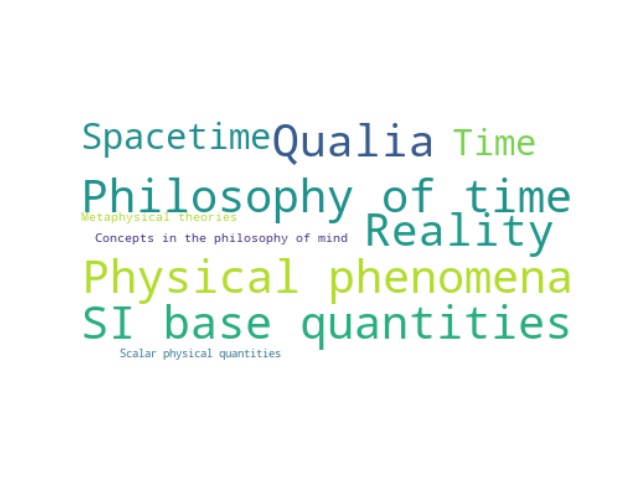 Spacetime Qualia Time
Philosophy of time
Metaphysical theories
Concepts in the philosophy of mind
Reality
Physical phenomena
SI base quantities
Scalar physical quantities